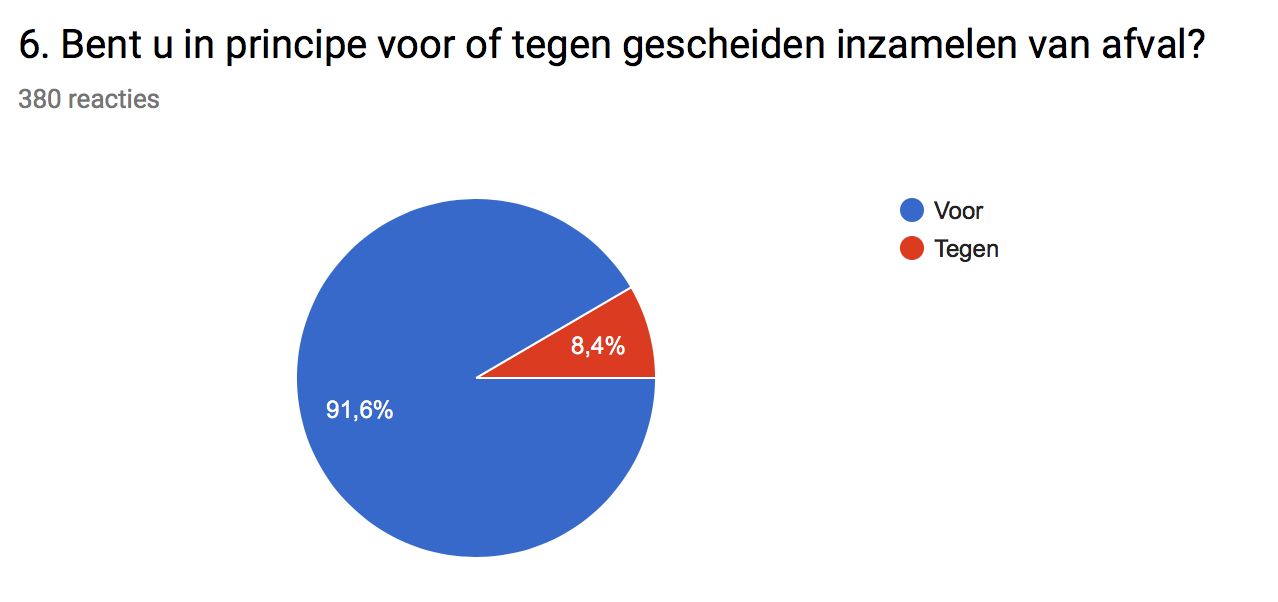 6. Bent u in principe voor of tegen gescheiden inzamelen van afval?
380 reacties
Voor
Tegen
8,4%
91,6%